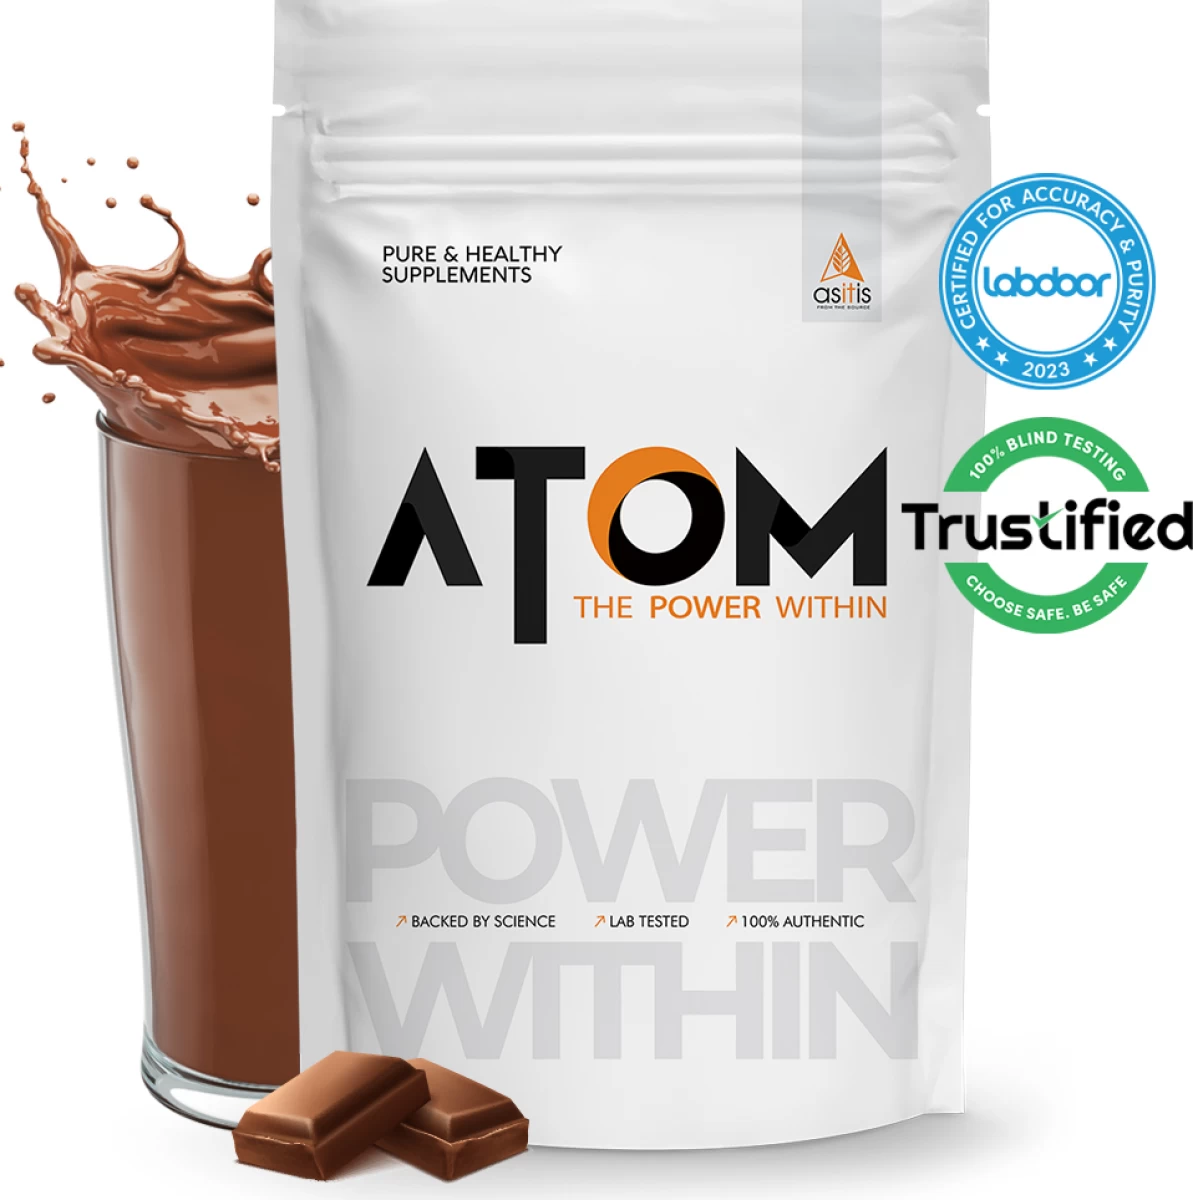 PURE & HEALTHY
SUPPLEMENTS
asitis
FROM THE SOURCE
CERTIFIED FOR ACCURACY & PURITY
labdoor
2023
100% BLIND TESTING
Trustified
CHOOSE SAFE. BE SAFE
ATOM
THE POWER WITHIN
POWER
BACKED BY SCIENCE LAB TESTED 100% AUTHENTIC
WITHIN